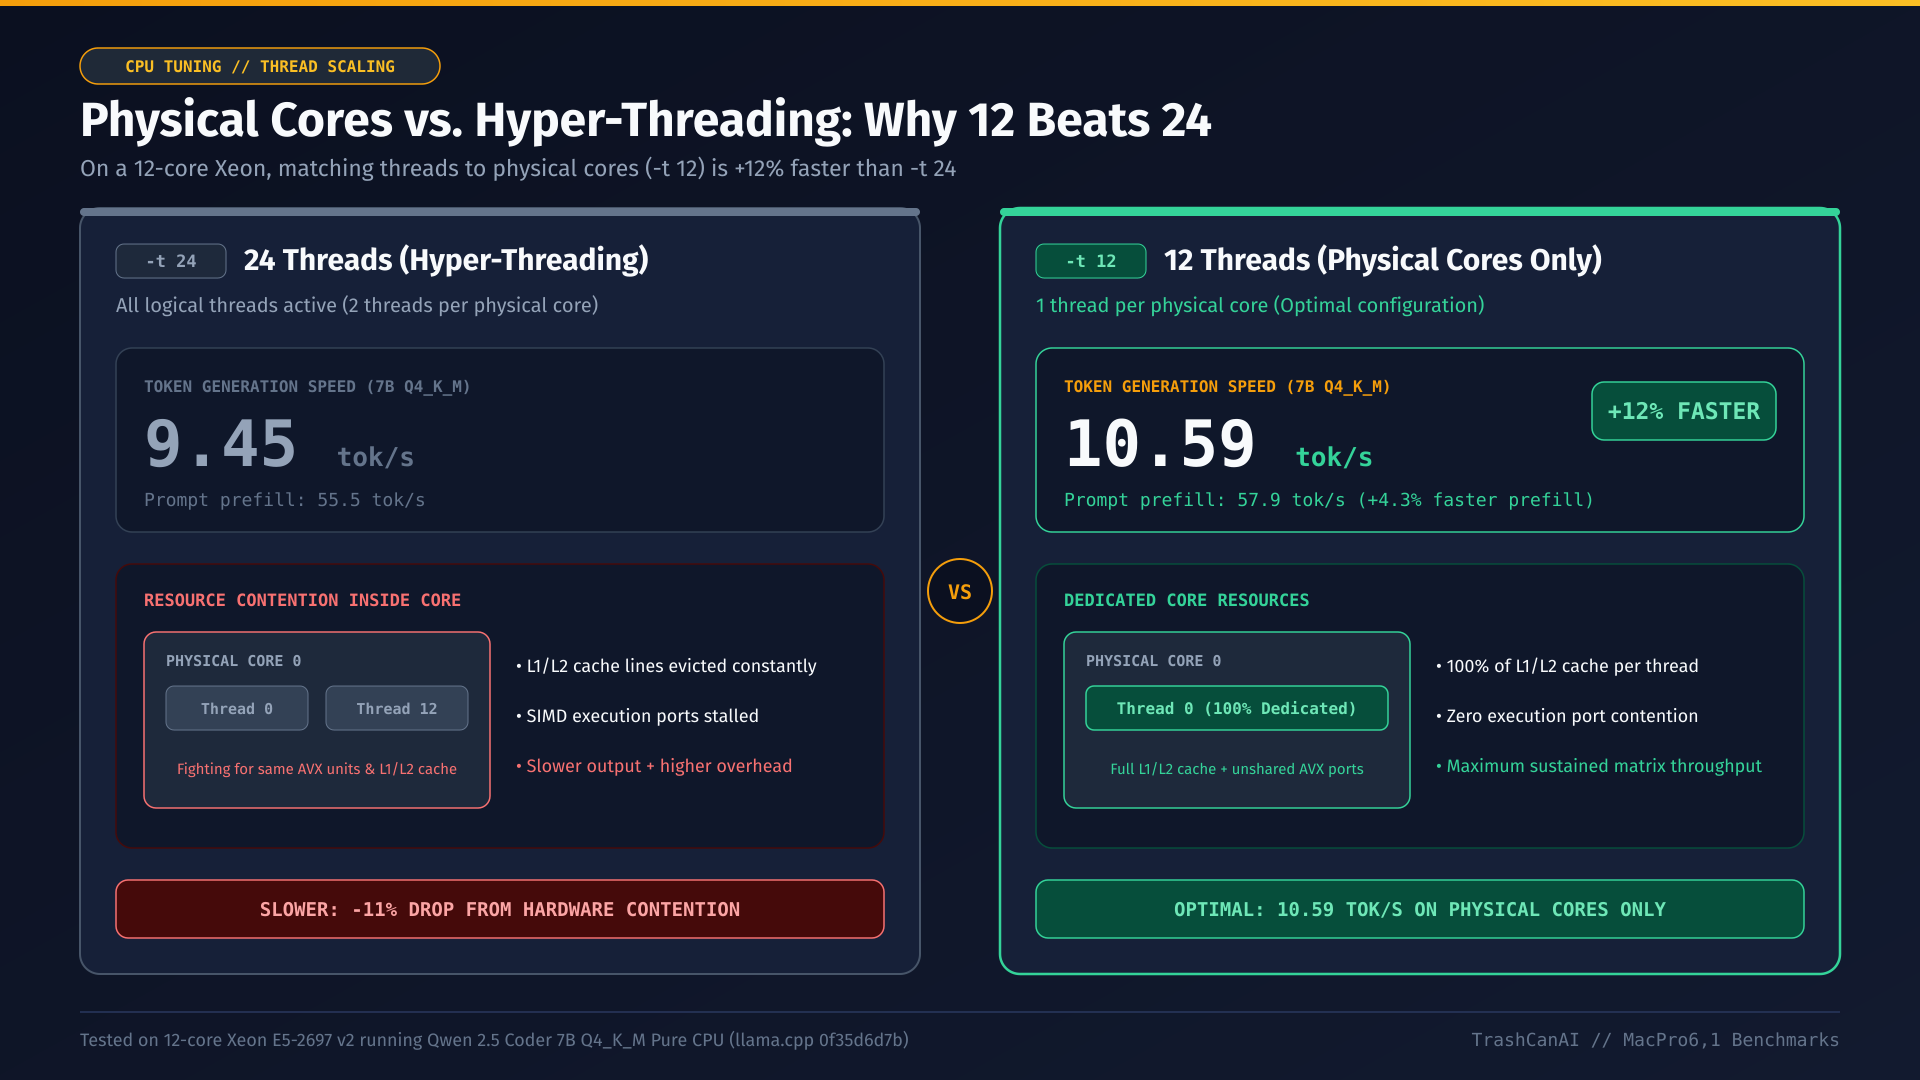 CPU TUNING // THREAD SCALING
Physical Cores vs. Hyper-Threading: Why 12 Beats 24
On a 12-core Xeon, matching threads to physical cores (-t 12) is +12% faster than -t 24
-t 24
24 Threads (Hyper-Threading)
All logical threads active (2 threads per physical core)
TOKEN GENERATION SPEED (7B Q4_K_M)
9.45 tok/s
Prompt prefill: 55.5 tok/s
RESOURCE CONTENTION INSIDE CORE
PHYSICAL CORE 0
Thread 0
Thread 12
Fighting for same AVX units & L1/L2 cache
• L1/L2 cache lines evicted constantly
• SIMD execution ports stalled
• Slower output + higher overhead
SLOWER: -11% DROP FROM HARDWARE CONTENTION
VS
-t 12
12 Threads (Physical Cores Only)
1 thread per physical core (Optimal configuration)
TOKEN GENERATION SPEED (7B Q4_K_M)
10.59 tok/s
+12% FASTER
Prompt prefill: 57.9 tok/s (+4.3% faster prefill)
DEDICATED CORE RESOURCES
PHYSICAL CORE 0
Thread 0 (100% Dedicated)
Full L1/L2 cache + unshared AVX ports
• 100% of L1/L2 cache per thread
• Zero execution port contention
• Maximum sustained matrix throughput
OPTIMAL: 10.59 TOK/S ON PHYSICAL CORES ONLY
Tested on 12-core Xeon E5-2697 v2 running Qwen 2.5 Coder 7B Q4_K_M Pure CPU (llama.cpp 0f35d6d7b)
TrashCanAI // MacPro6,1 Benchmarks